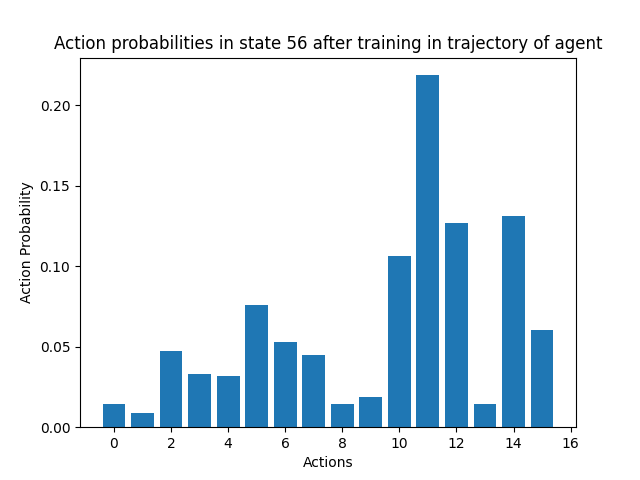 Action probabilities in state 56 after training in trajectory of agent
0.20
0.15
0.10
0.05
0.00
Action Probability
0 2 4 6 8 10 12 14 16
Actions